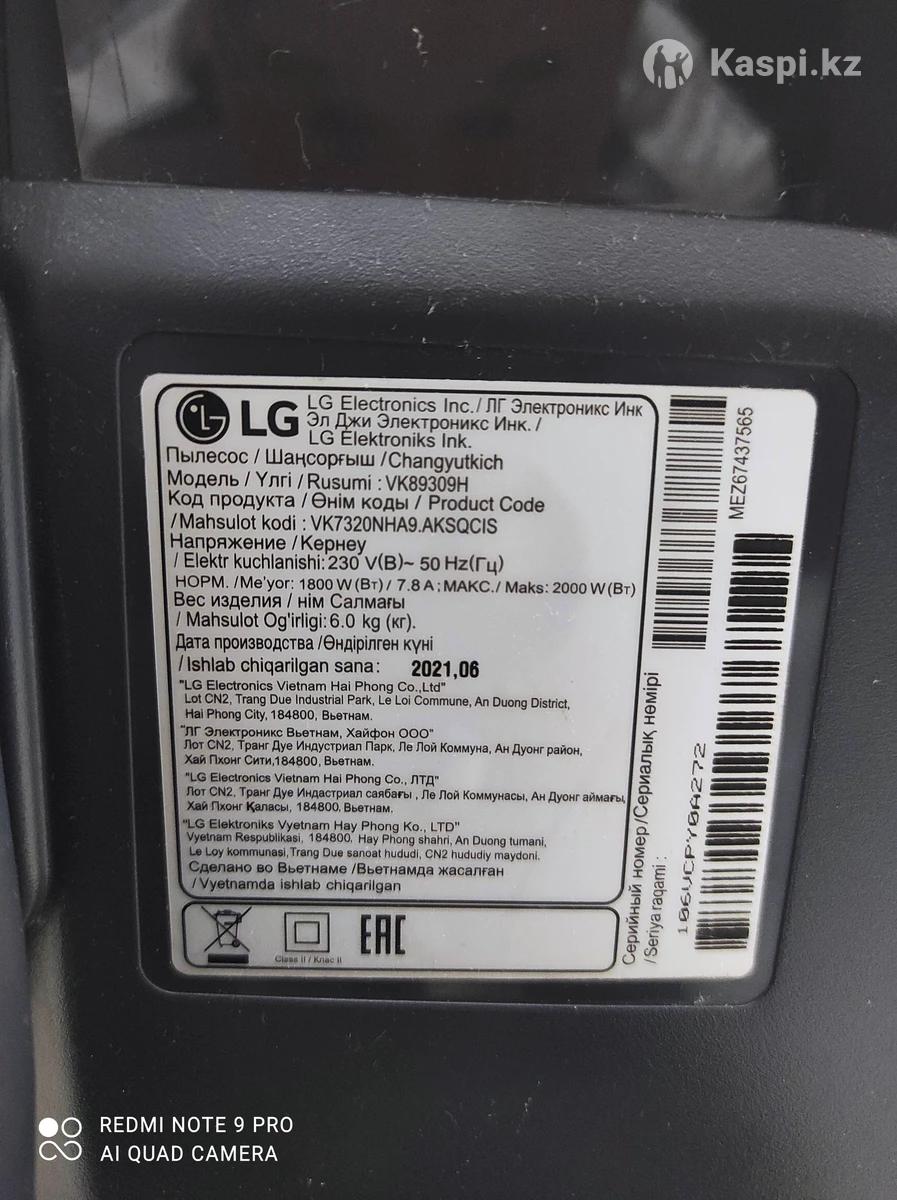 Kaspi.kz
LG
LG Electronics Inc./ЛГ Электроникс Инк
Эл Джи Электроникс Инк. /
LG Elektroniks Ink.
Пылесос / Шаңсорғыш /Changyutkich
Модель / Үлгі / Rusumi : VK89309H
Код продукта / Өнім коды / Product Code
/ Mahsulot kodi : VK7320NHA9.AKSQCIS
Напряжение / Кернеу
/ Elektr kuchlanishi: 230 V(В)~ 50 Hz(Гц)
НОРМ. /Me'yor: 1800 W (Вт) / 7.8 A ; МАКС./ Maks: 2000 W (Вт)
Вес изделия / нім Салмағы
/ Mahsulot Og'irligi: 6.0 kg (кг).
Дата производства /Өндірілген күні
/ Ishlab chiqarilgan sana: 2021,06
"LG Electronics Vietnam Hai Phong Co.,Ltd"
Lot CN2, Trang Due Industrial Park, Le Loi Commune, An Duong District,
Hai Phong City, 184800, Вьетнам.
"ЛГ Электроникс Вьетнам, Хайфон ООО"
Лот CN2, Транг Дуе Индустриал Парк, Ле Лой Коммуна, Ан Дуонг район,
Хай Пхонг Сити,184800, Вьетнам.
"LG Electronics Vietnam Hai Phong Co., ЛТД"
Лот CN2, Транг Дуе Индастриал саябағы , Ле Лой Коммунасы, Ан Дуонг аймағы,
Хай Пхонг Қаласы, 184800, Вьетнам.
"LG Elektroniks Vyetnam Hay Phong Ko., LTD"
Vyetnam Respublikasi, 184800, Hay Phong shahri, An Duong tumani,
Le Loy kommunasi,Trang Due sanoat hududi, CN2 hududiy maydoni.
Сделано во Вьетнаме /Вьетнамда жасалған
/ Vyetnamda ishlab chiqarilgan
Class II / Клас II
EAC
Серийный номер /Сериалық нөмірі
/ Seriya raqami :
106VCPY0A272
MEZ67437565
REDMI NOTE 9 PRO
AI QUAD CAMERA